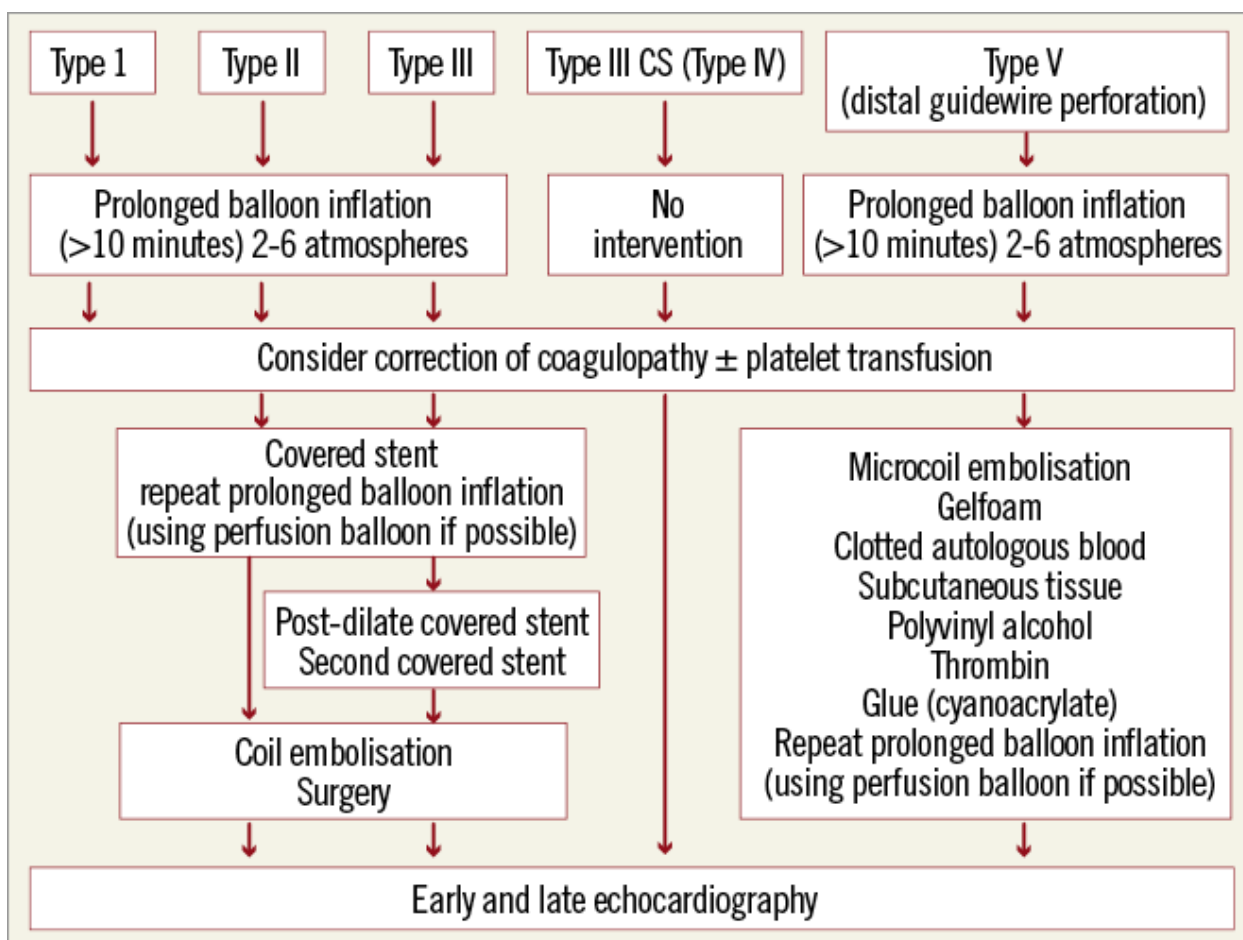 Type 1
Type II
Type III
Type III CS (Type IV)
Type V
(distal guidewire perforation)
Prolonged balloon inflation
(>10 minutes) 2-6 atmospheres
No
intervention
Prolonged balloon inflation
(>10 minutes) 2-6 atmospheres
Consider correction of coagulopathy ± platelet transfusion
Covered stent
repeat prolonged balloon inflation
(using perfusion balloon if possible)
Post-dilate covered stent
Second covered stent
Coil embolisation
Surgery
Microcoil embolisation
Gelfoam
Clotted autologous blood
Subcutaneous tissue
Polyvinyl alcohol
Thrombin
Glue (cyanoacrylate)
Repeat prolonged balloon inflation
(using perfusion balloon if possible)
Early and late echocardiography